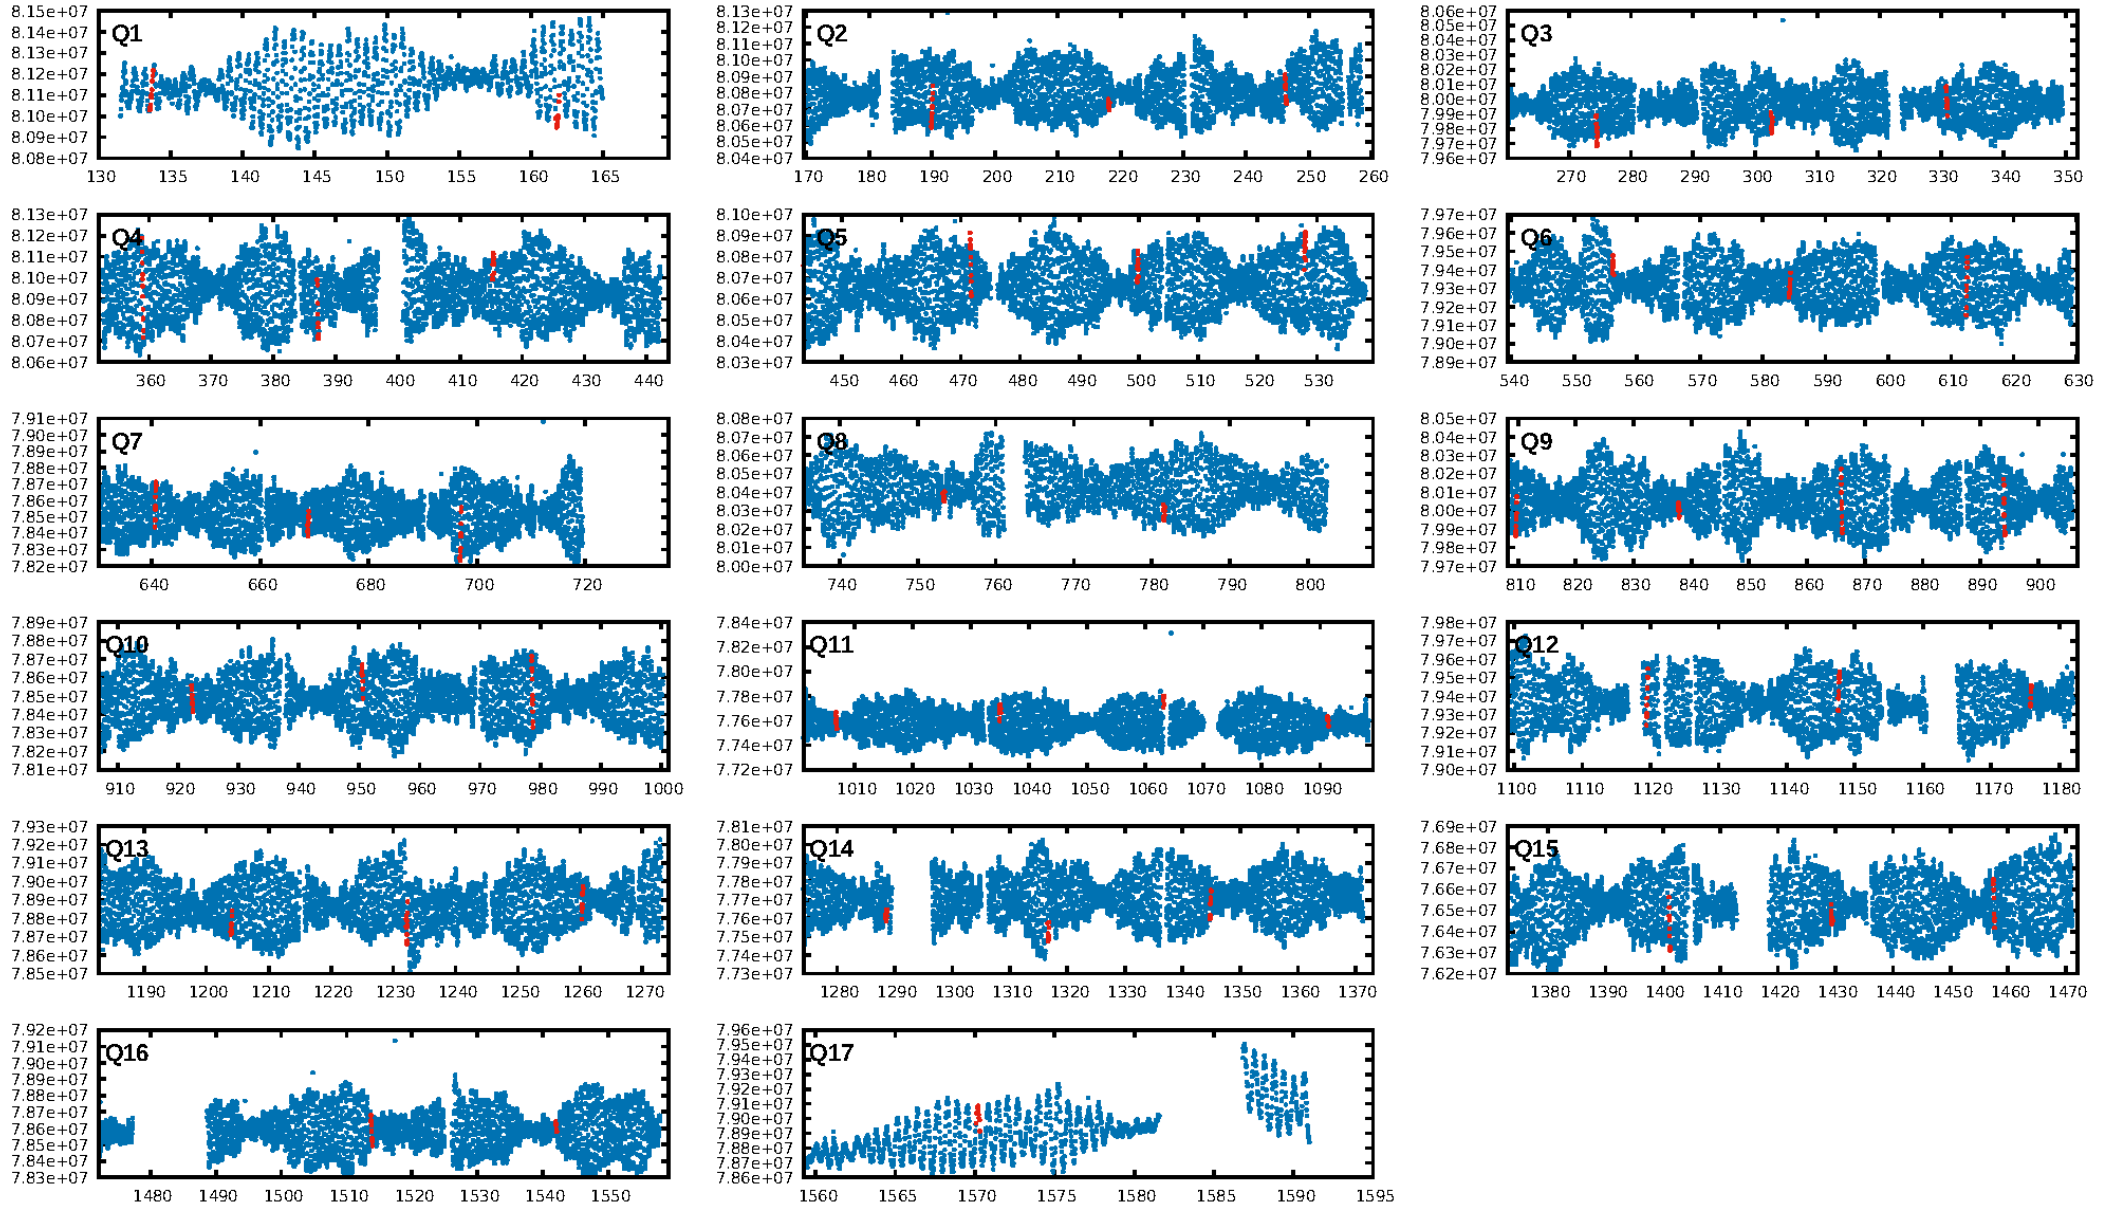 8.15e+07
8.14e+07
8.13e+07
8.12e+07
8.11e+07
8.10e+07
8.09e+07
8.08e+07
Q1
130 135 140 145 150 155 160 165
8.13e+07
8.12e+07
8.11e+07
8.10e+07
8.09e+07
8.08e+07
8.07e+07
8.06e+07
8.05e+07
8.04e+07
Q2
170 180 190 200 210 220 230 240 250 260
8.06e+07
8.05e+07
8.04e+07
8.03e+07
8.02e+07
8.01e+07
8.00e+07
7.99e+07
7.98e+07
7.97e+07
7.96e+07
Q3
270 280 290 300 310 320 330 340 350
8.13e+07
8.12e+07
8.11e+07
8.10e+07
8.09e+07
8.08e+07
8.07e+07
8.06e+07
Q4
360 370 380 390 400 410 420 430 440
8.10e+07
8.09e+07
8.08e+07
8.07e+07
8.06e+07
8.05e+07
8.04e+07
8.03e+07
Q5
450 460 470 480 490 500 510 520 530
7.97e+07
7.96e+07
7.95e+07
7.94e+07
7.93e+07
7.92e+07
7.91e+07
7.90e+07
7.89e+07
Q6
540 550 560 570 580 590 600 610 620 630
7.91e+07
7.90e+07
7.89e+07
7.88e+07
7.87e+07
7.86e+07
7.85e+07
7.84e+07
7.83e+07
7.82e+07
Q7
640 660 680 700 720
8.08e+07
8.07e+07
8.06e+07
8.05e+07
8.04e+07
8.03e+07
8.02e+07
8.01e+07
8.00e+07
Q8
740 750 760 770 780 790 800
8.05e+07
8.04e+07
8.03e+07
8.02e+07
8.01e+07
8.00e+07
7.99e+07
7.98e+07
7.97e+07
Q9
810 820 830 840 850 860 870 880 890 900
7.89e+07
7.88e+07
7.87e+07
7.86e+07
7.85e+07
7.84e+07
7.83e+07
7.82e+07
7.81e+07
Q10
910 920 930 940 950 960 970 980 990 1000
7.84e+07
7.82e+07
7.80e+07
7.78e+07
7.76e+07
7.74e+07
7.72e+07
Q11
1010 1020 1030 1040 1050 1060 1070 1080 1090
7.98e+07
7.97e+07
7.96e+07
7.95e+07
7.94e+07
7.93e+07
7.92e+07
7.91e+07
7.90e+07
Q12
1100 1110 1120 1130 1140 1150 1160 1170 1180
7.93e+07
7.92e+07
7.91e+07
7.90e+07
7.89e+07
7.88e+07
7.87e+07
7.86e+07
7.85e+07
Q13
1190 1200 1210 1220 1230 1240 1250 1260 1270
7.81e+07
7.80e+07
7.79e+07
7.78e+07
7.77e+07
7.76e+07
7.75e+07
7.74e+07
7.73e+07
Q14
1280 1290 1300 1310 1320 1330 1340 1350 1360 1370
7.69e+07
7.68e+07
7.67e+07
7.66e+07
7.65e+07
7.64e+07
7.63e+07
7.62e+07
Q15
1380 1390 1400 1410 1420 1430 1440 1450 1460 1470
7.92e+07
7.91e+07
7.90e+07
7.89e+07
7.88e+07
7.87e+07
7.86e+07
7.85e+07
7.84e+07
7.83e+07
Q16
1480 1490 1500 1510 1520 1530 1540 1550
7.96e+07
7.95e+07
7.94e+07
7.93e+07
7.92e+07
7.91e+07
7.90e+07
7.89e+07
7.88e+07
7.87e+07
7.86e+07
Q17
1560 1565 1570 1575 1580 1585 1590 1595